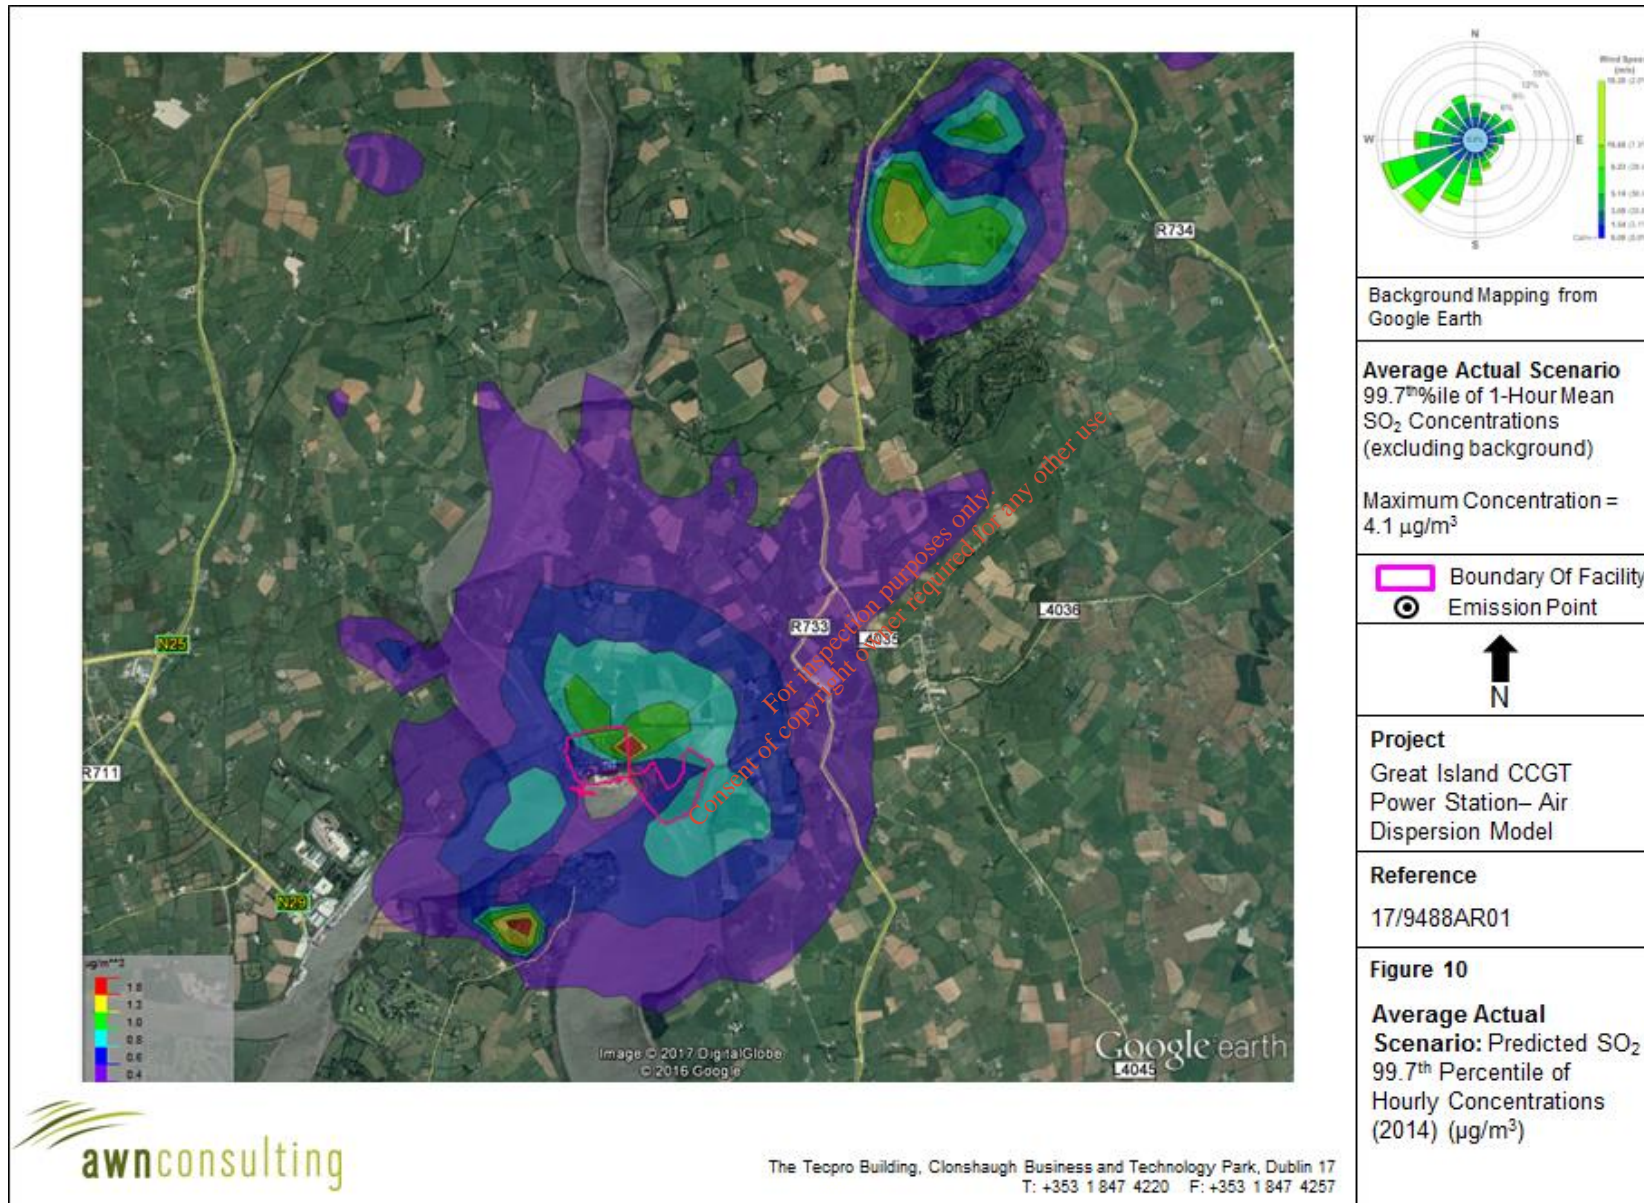 N
W
E
S
15%
12%
9%
6%
Wind Speed
(m/s)
Background Mapping from
Google Earth
Average Actual Scenario
99.7th%ile of 1-Hour Mean
SO2 Concentrations
(excluding background)
Maximum Concentration =
4.1 µg/m3
Boundary Of Facility
Emission Point
N
Project
Great Island CCGT
Power Station– Air
Dispersion Model
Reference
17/9488AR01
Figure 10
Average Actual
Scenario: Predicted SO2
99.7th Percentile of
Hourly Concentrations
(2014) (µg/m3)
R734
R733
L4035
L4036
N25
R711
N29
L4045
For inspection purposes only.
Consent of copyright owner required for any other use.
1.0
0.8
0.6
0.4
Image © 2017 DigitalGlobe
© 2016 Google
Google earth
awnconsulting
The Tecpro Building, Clonshaugh Business and Technology Park, Dublin 17
T: +353 1 847 4220 F: +353 1 847 4257